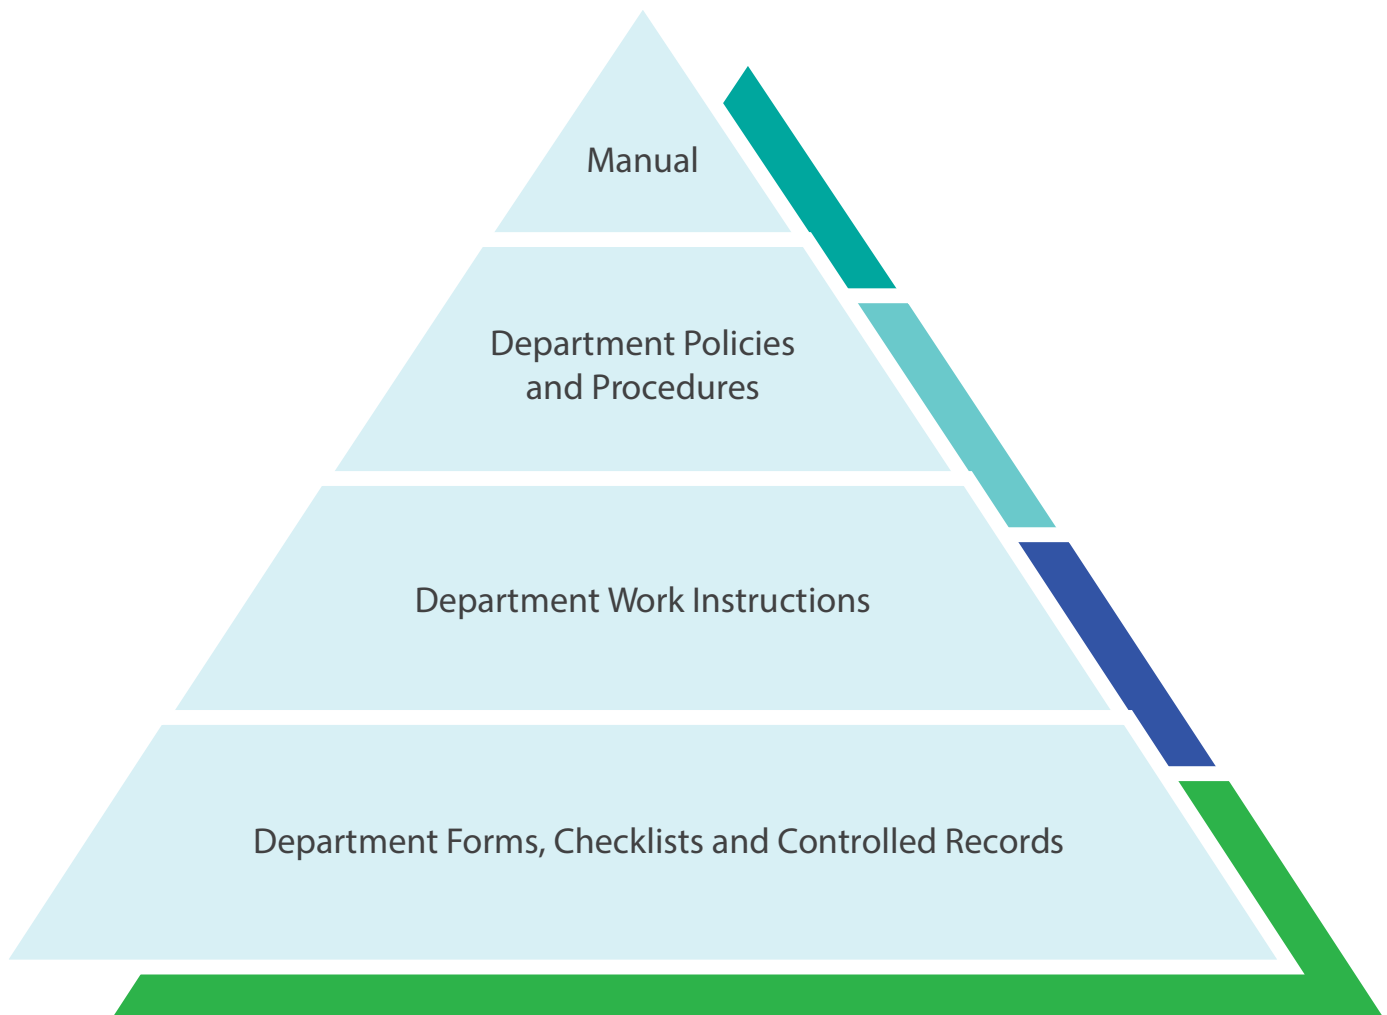 Manual
Department Policies
and Procedures
Department Work Instructions
Department Forms, Checklists and Controlled Records